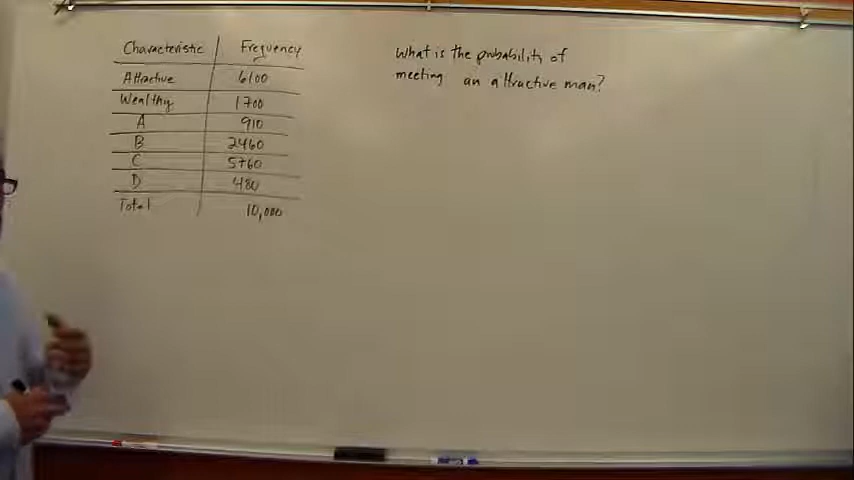 Characteristic Frequency
Attractive 6100
Wealthy 1700
A 910
B 2460
C 5760
D 480
Total 10,000
What is the probability of
meeting an attractive man?